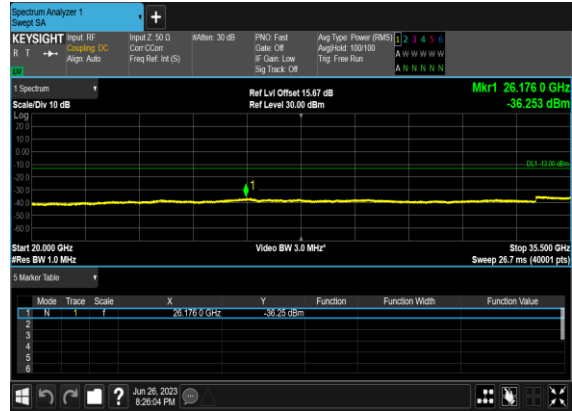 Spectrum Analyzer 1
Swept SA
+
KEYSIGHT Input: RF Input Z: 50 Ω #Atten: 30 dB PNO: Fast Avg Type: Power (RMS) 1 2 3 4 5 6
R T Coupling: DC Corr CCorr Gate: Off Avg|Hold: 100/100 A W W W W W
Align: Auto Freq Ref: Int (S) IF Gain: Low Trig: Free Run
Sig Track: Off A N N N N N
1 Spectrum Ref Lvl Offset 15.67 dB Mkr1 26.176 0 GHz
Scale/Div 10 dB Ref Level 30.00 dBm -36.253 dBm
Log
20.0
10.0
0.00
-10.0 DL1 -13.00 dBm
-20.0
-30.0 1
-40.0
-50.0
-60.0
Start 20.000 GHz Video BW 3.0 MHz* Stop 35.500 GHz
#Res BW 1.0 MHz Sweep 26.7 ms (40001 pts)
5 Marker Table
Mode Trace Scale X Y Function Function Width Function Value
1 N 1 f 26.176 0 GHz -36.25 dBm
2
3
4
5
6
? Jun 26, 2023
8:26:04 PM